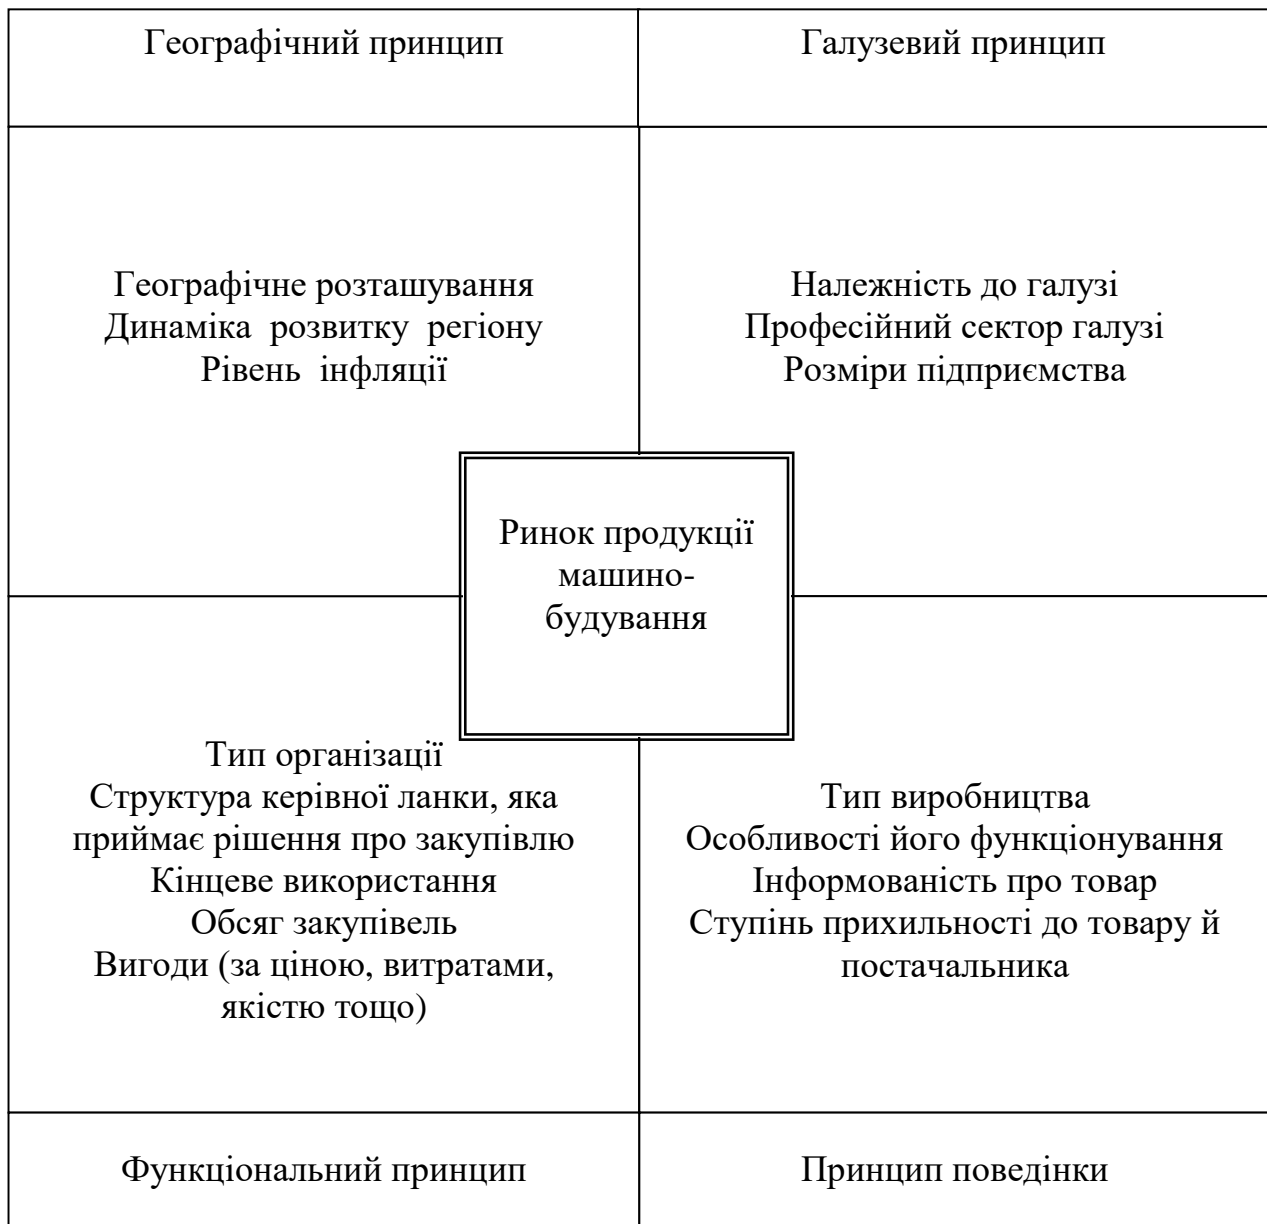 Географічний принцип
Галузевий принцип
Географічне розташування
Динаміка розвитку регіону
Рівень інфляції
Належність до галузі
Професійний сектор галузі
Розміри підприємства
Ринок продукції
машино-
будування
Тип організації
Структура керівної ланки, яка
приймає рішення про закупівлю
Кінцеве використання
Обсяг закупівель
Вигоди (за ціною, витратами,
якістю тощо)
Тип виробництва
Особливості його функціонування
Інформованість про товар
Ступінь прихильності до товару й
постачальника
Функціональний принцип
Принцип поведінки